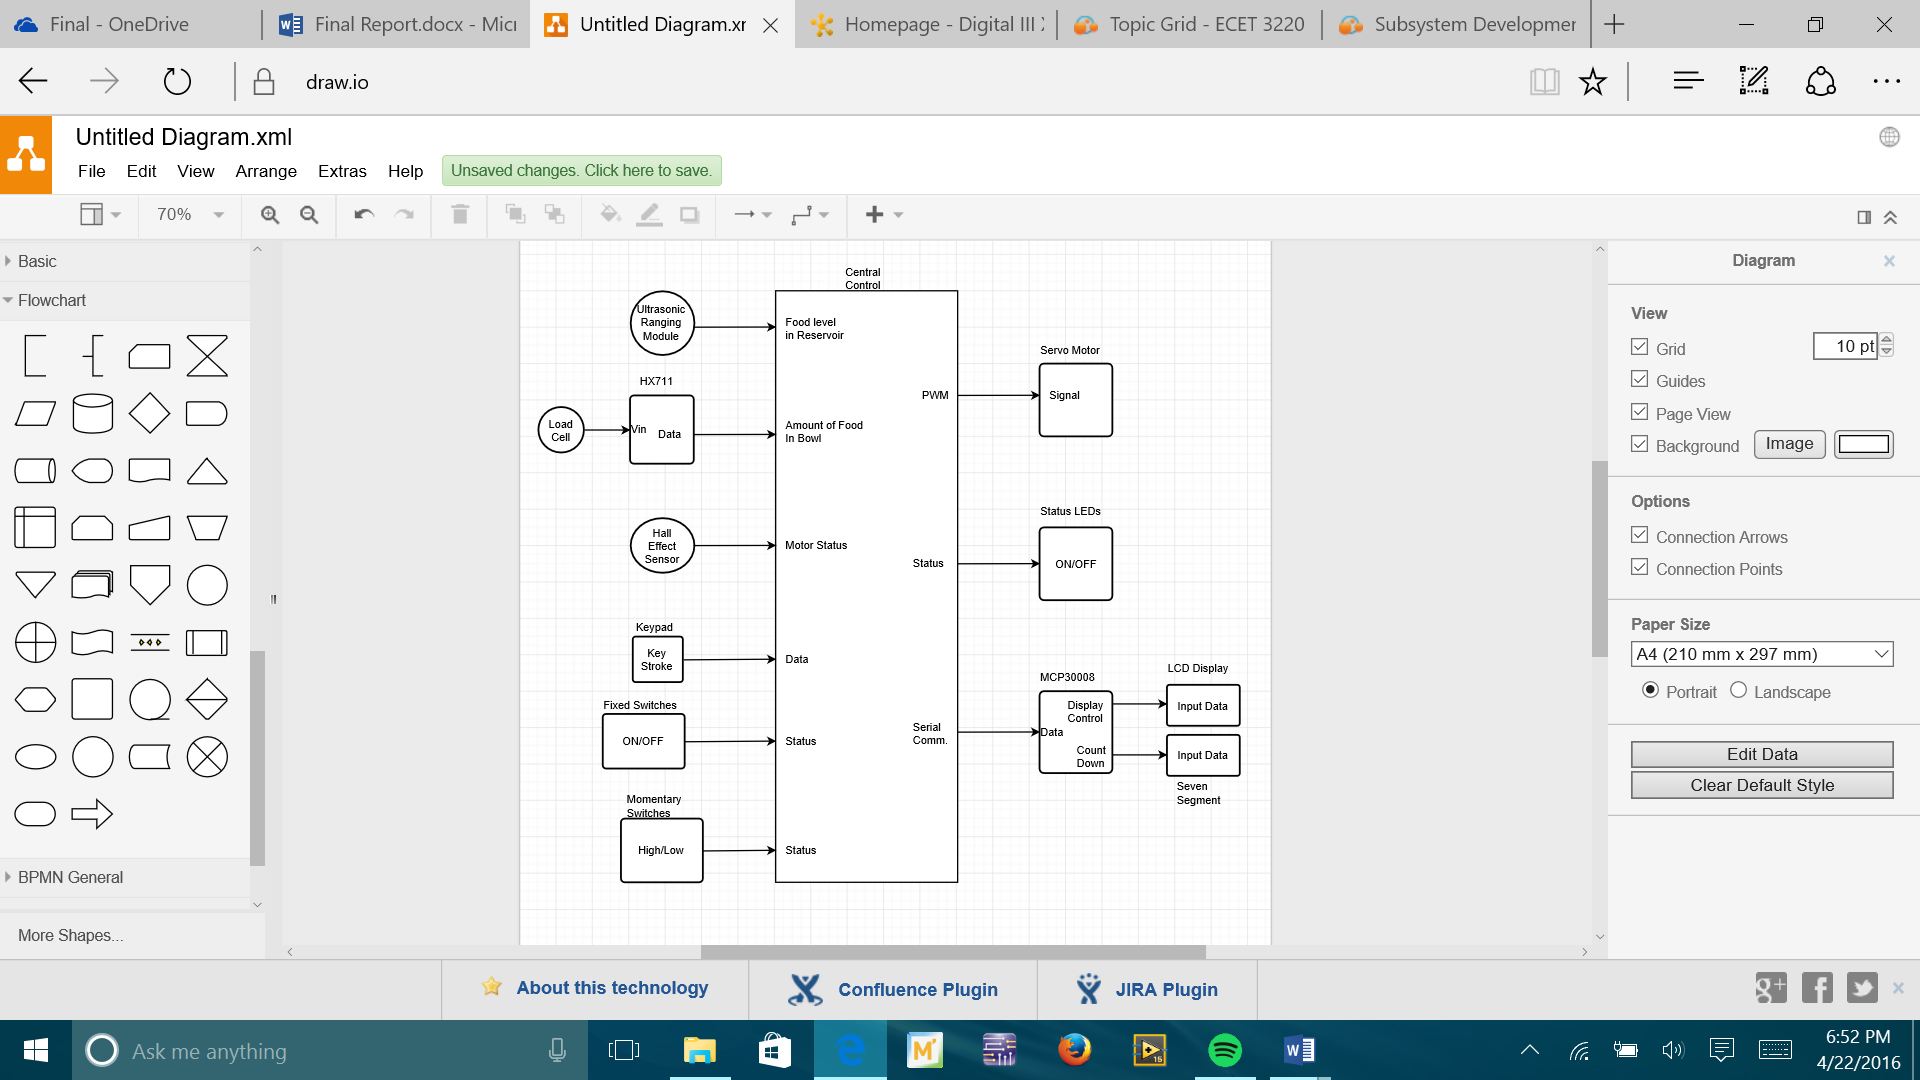 Final - OneDrive
Final Report.docx - Micr
Untitled Diagram.xr
Homepage - Digital III
Topic Grid - ECET 3220
Subsystem Developmer
draw.io
Untitled Diagram.xml
File Edit View Arrange Extras Help
Unsaved changes. Click here to save.
70%
Basic
Flowchart
BPMN General
More Shapes...
Central
Control
Ultrasonic
Ranging
Module
Food level
in Reservoir
HX711
Load
Cell
Vin
Data
Amount of Food
In Bowl
Hall
Effect
Sensor
Motor Status
Keypad
Key
Stroke
Data
Fixed Switches
ON/OFF
Status
Momentary
Switches
High/Low
Status
PWM
Servo Motor
Signal
Status
Status LEDs
ON/OFF
Serial
Comm.
MCP30008
Display
Control
Data
Count
Down
LCD Display
Input Data
Input Data
Seven
Segment
Diagram
View
Grid
10 pt
Guides
Page View
Background
Image
Options
Connection Arrows
Connection Points
Paper Size
A4 (210 mm x 297 mm)
Portrait
Landscape
Edit Data
Clear Default Style
About this technology
Confluence Plugin
JIRA Plugin
g+
Ask me anything
M
15
W
6:52 PM
4/22/2016